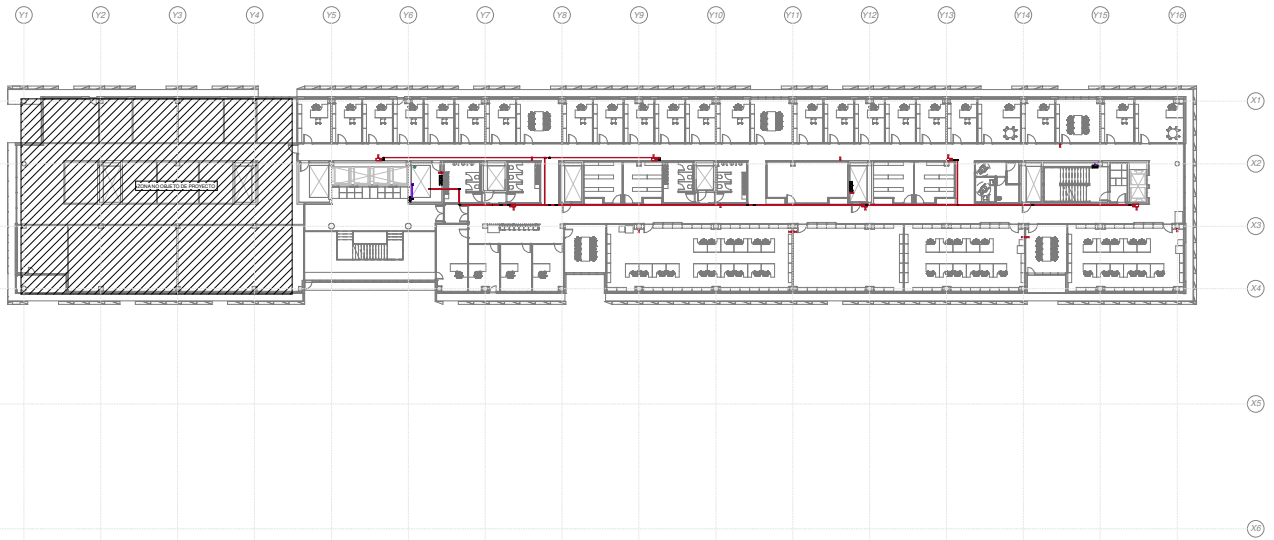 Y1 Y2 Y3 Y4 Y5 Y6 Y7 Y8 Y9 Y10 Y11 Y12 Y13 Y14 Y15 Y16
X1
X2
ZONA NO OBJETO DE PROYECTO
X3
X4
X5
X6